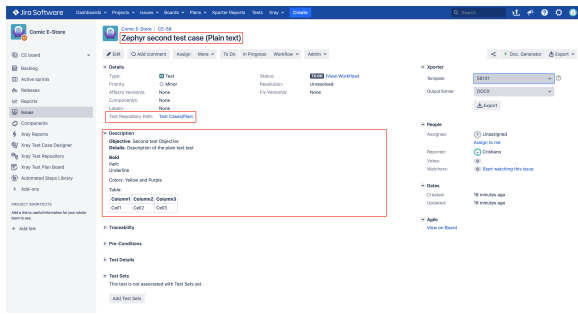 Jira Software Dashboards Projects Issues Boards Plans Xporter Reports Tests Xray Create Search
Comic E-Store
Comic E-Store / CE-58
Zephyr second test case (Plain text)
Edit Add comment Assign More To Do In Progress Workflow Admin Doc. Generator Export
CE board
Backlog
Active sprints
Releases
Reports
Issues
Components
Xray Reports
Xray Test Case Designer
Xray Test Repository
Xray Test Plan Board
Automated Steps Library
Add-ons
PROJECT SHORTCUTS
Add a link to useful information for your whole team to see.
+ Add link
Details
Type: Test Status: TO DO (View Workflow)
Priority: Minor Resolution: Unresolved
Affects Version/s: None Fix Version/s: None
Component/s: None
Labels: None
Test Repository Path: Test Cases|Plain
Description
Objective: Second test Objective
Details: Description of the plain text test
Bold
Italic
Underline
Colors: Yellow and Purple
Table:
Column1 Column2 Column3
Cell1 Cell2 Cell3
Traceability
Pre-Conditions
Test Details
Test Sets
This test is not associated with Test Sets yet.
Add Test Sets
Xporter
Template
Output format DOCX
Export
People
Assignee: Unassigned
Assign to me
Reporter: Cristiano
Votes: 0
Watchers: 0 Start watching this issue
Dates
Created: 18 minutes ago
Updated: 18 minutes ago
Agile
View on Board